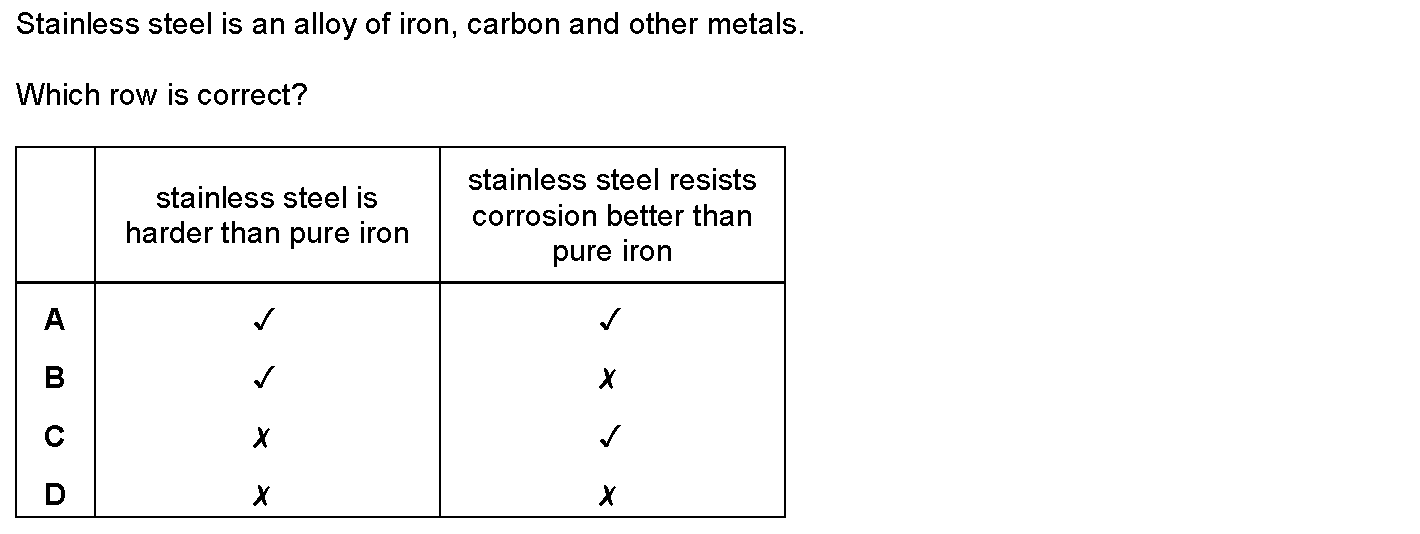 Stainless steel is an alloy of iron, carbon and other metals.
Which row is correct?
stainless steel is
harder than pure iron
stainless steel resists
corrosion better than
pure iron
A ✓ ✓
B ✓ ✗
C ✗ ✓
D ✗ ✗